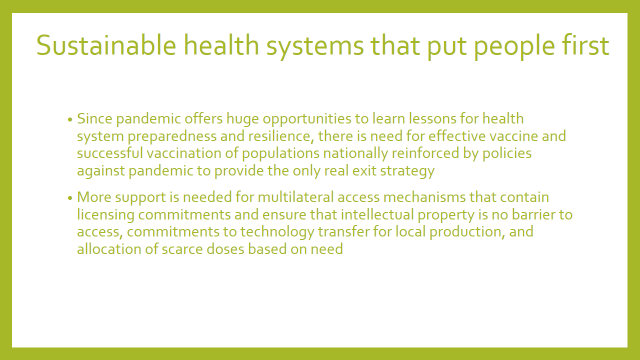 Sustainable health systems that put people first
• Since pandemic offers huge opportunities to learn lessons for health
system preparedness and resilience, there is need for effective vaccine and
successful vaccination of populations nationally reinforced by policies
against pandemic to provide the only real exit strategy
• More support is needed for multilateral access mechanisms that contain
licensing commitments and ensure that intellectual property is no barrier to
access, commitments to technology transfer for local production, and
allocation of scarce doses based on need